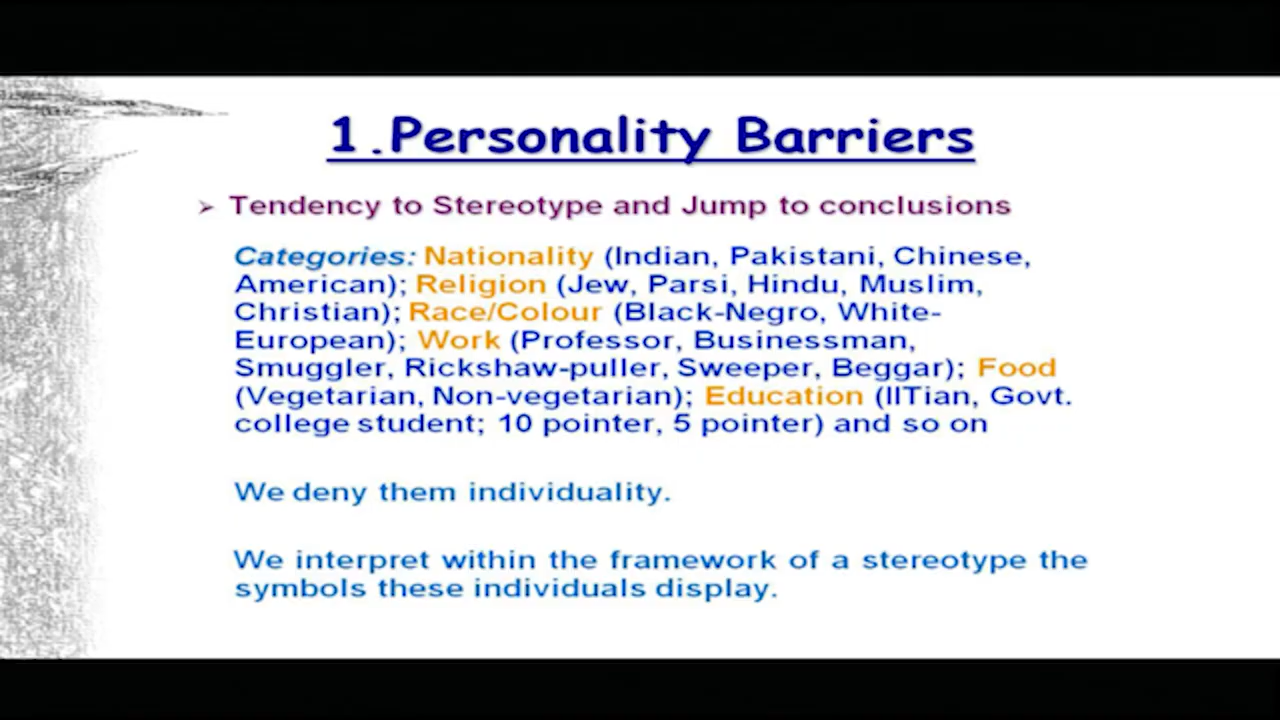 1.Personality Barriers
➢ Tendency to Stereotype and Jump to conclusions
Categories: Nationality (Indian, Pakistani, Chinese,
American); Religion (Jew, Parsi, Hindu, Muslim,
Christian); Race/Colour (Black-Negro, White-
European); Work (Professor, Businessman,
Smuggler, Rickshaw-puller, Sweeper, Beggar); Food
(Vegetarian, Non-vegetarian); Education (IITian, Govt.
college student; 10 pointer, 5 pointer) and so on
We deny them individuality.
We interpret within the framework of a stereotype the
symbols these individuals display.